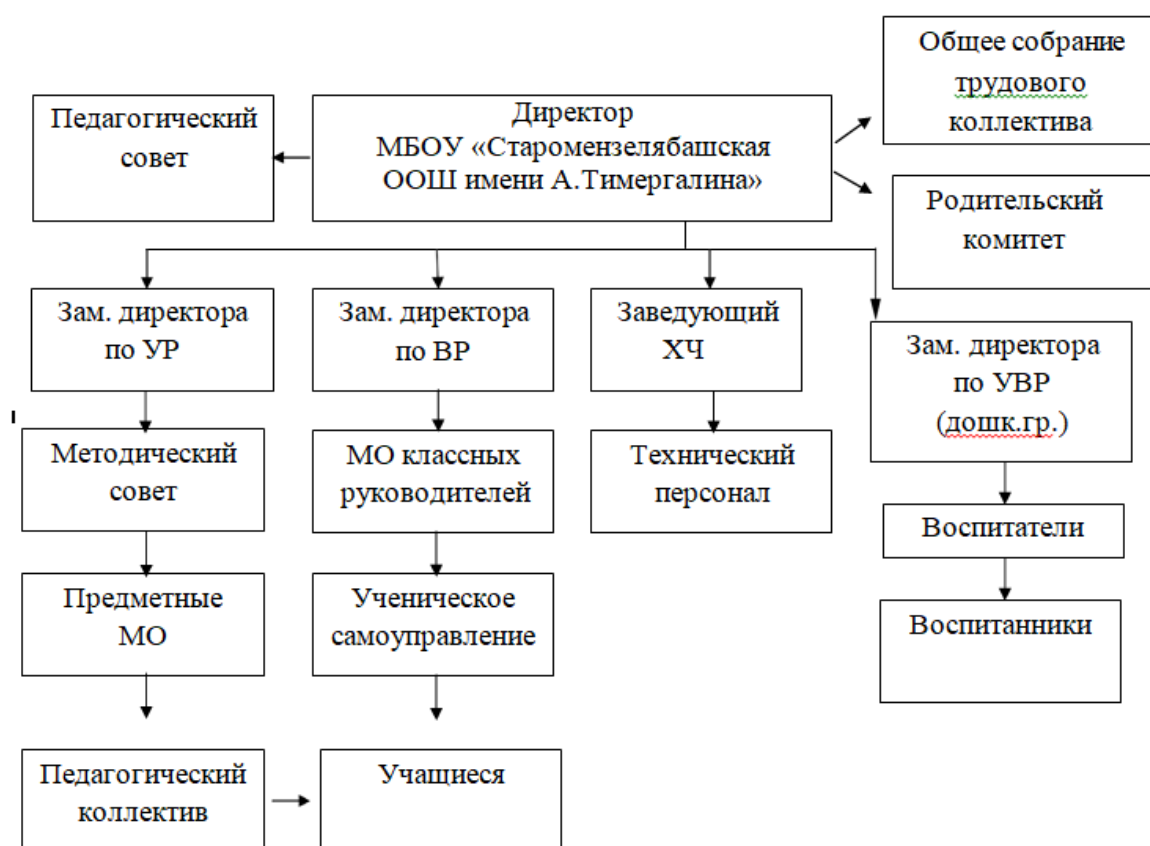 Общее собрание
трудового
коллектива
Педагогический
совет
Директор
МБОУ «Старомензелябашская
ООШ имени А.Тимергалина»
Родительский
комитет
Зам. директора
по УР
Зам. директора
по ВР
Заведующий
ХЧ
Зам. директора
по УВР
(дошк.гр.)
Методический
совет
МО классных
руководителей
Технический
персонал
Воспитатели
Предметные
МО
Ученическое
самоуправление
Воспитанники
Педагогический
коллектив
Учащиеся